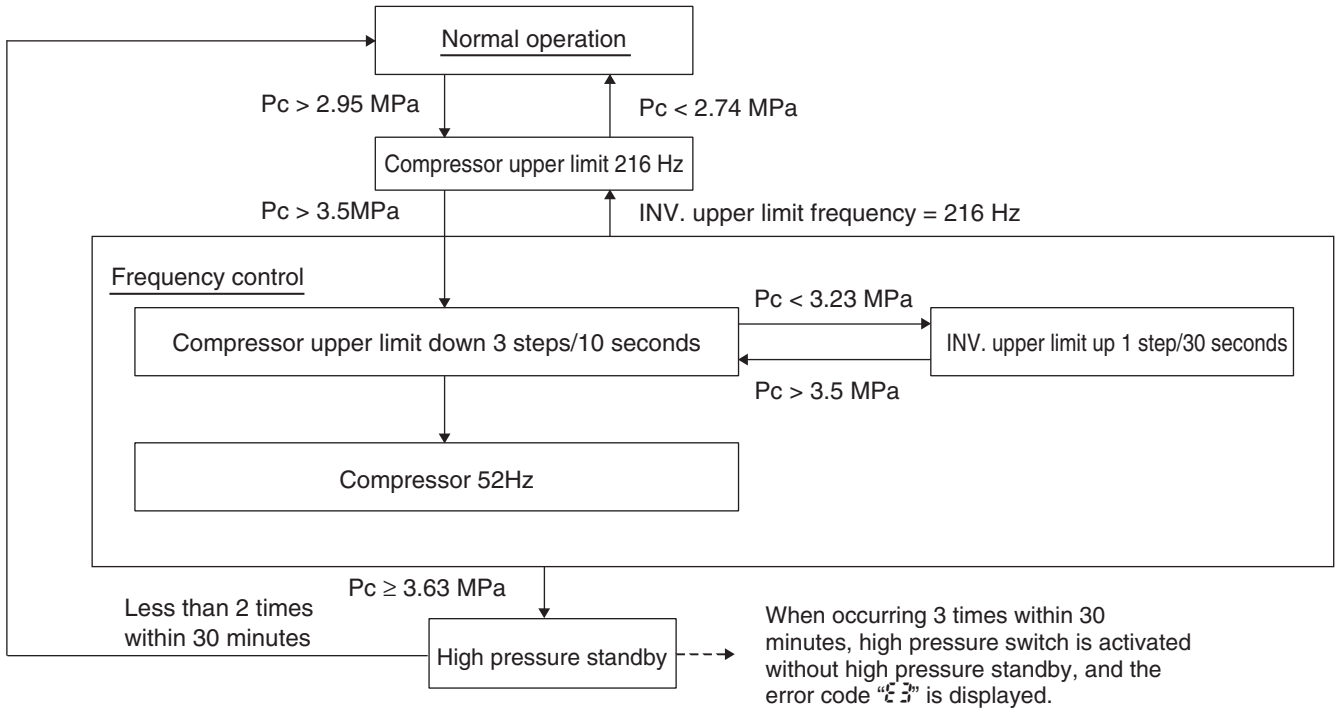 Normal operation
Pc > 2.95 MPa
Pc < 2.74 MPa
Compressor upper limit 216 Hz
Pc > 3.5MPa
INV. upper limit frequency = 216 Hz
Frequency control
Pc < 3.23 MPa
Compressor upper limit down 3 steps/10 seconds
INV. upper limit up 1 step/30 seconds
Pc > 3.5 MPa
Compressor 52Hz
Pc ≥ 3.63 MPa
Less than 2 times
within 30 minutes
High pressure standby
When occurring 3 times within 30
minutes, high pressure switch is activated
without high pressure standby, and the
error code “E3” is displayed.